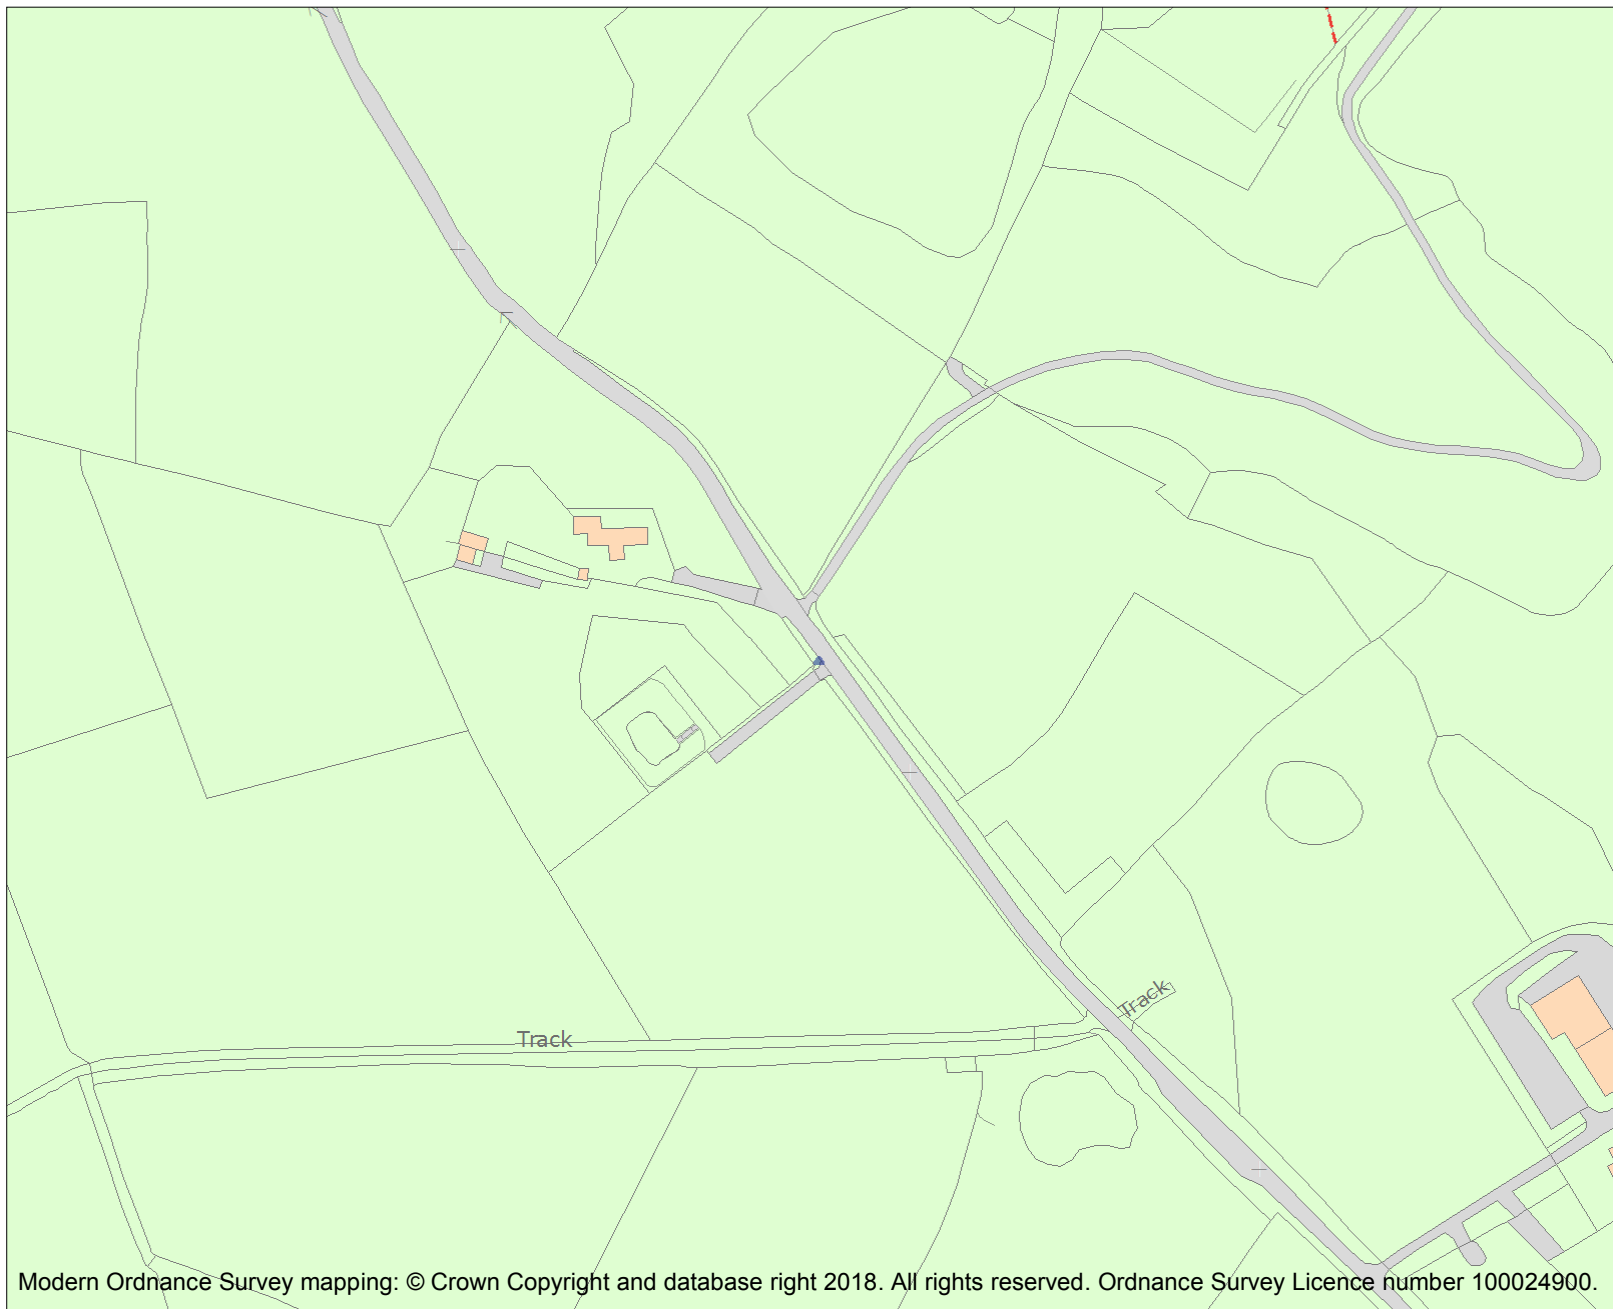 Track
Track
Modern Ordnance Survey mapping: © Crown Copyright and database right 2018. All rights reserved. Ordnance Survey Licence number 100024900.